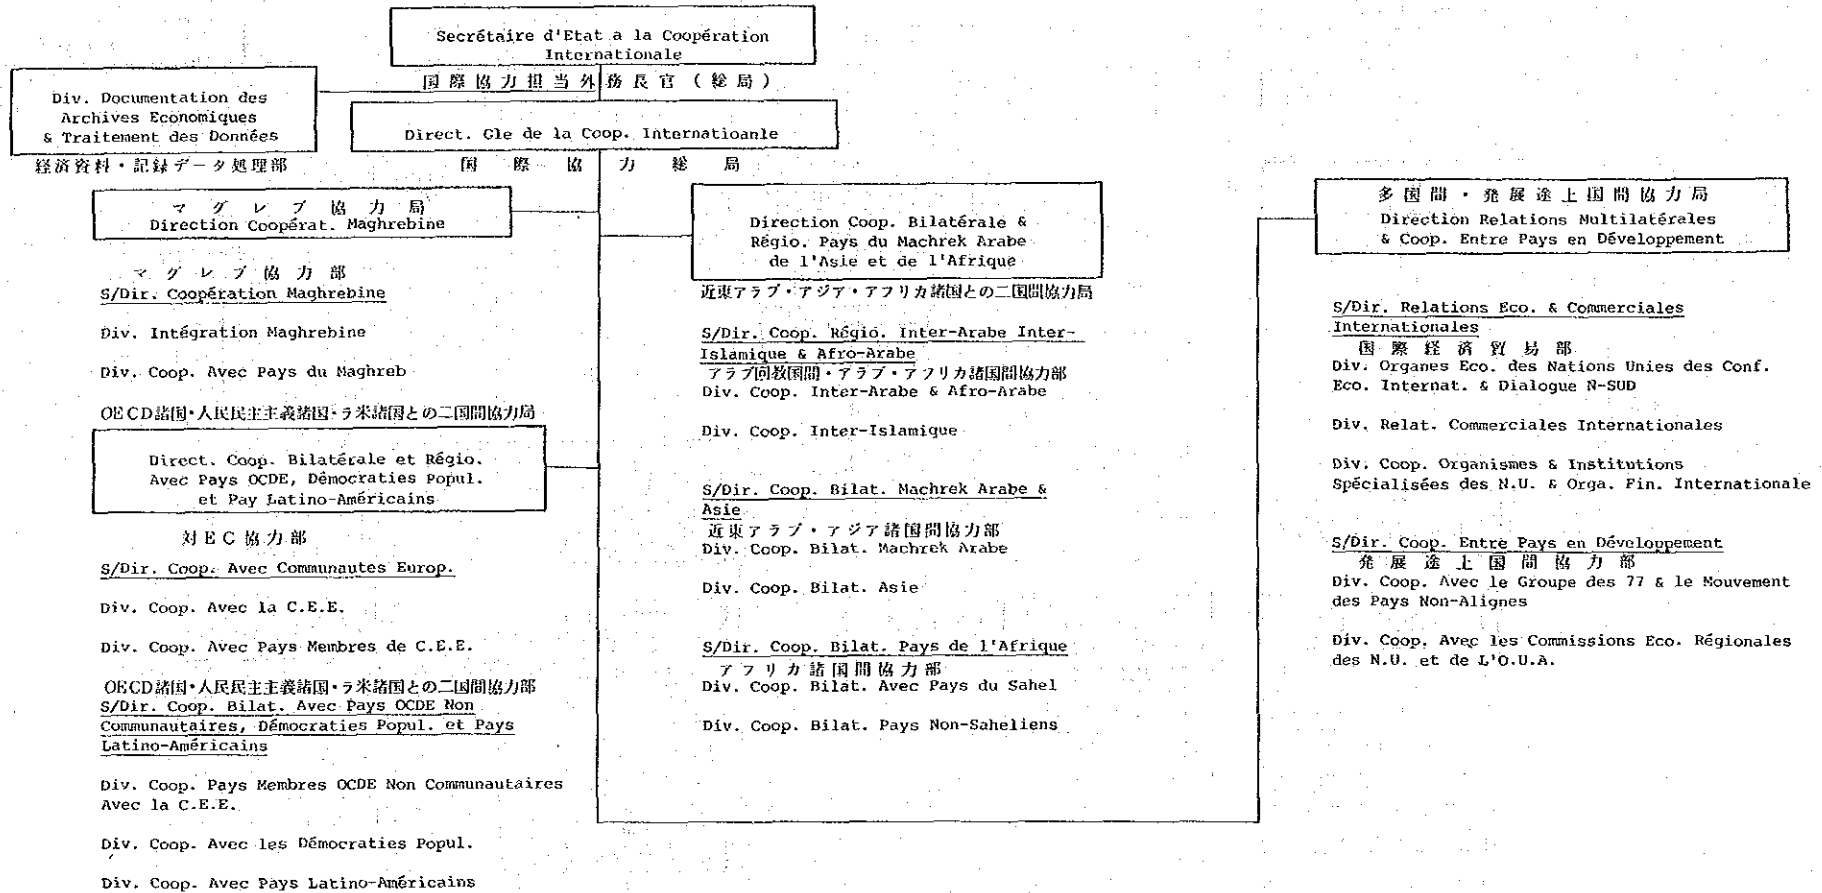 Secrétaire d'Etat a la Coopération
Internationale
国際協力担当外務長官（総局）
Div. Documentation des
Archives Economiques
& Traitement des Données
経済資料・記録データ処理部
Direct. Gle de la Coop. Internatioanle
国際協力総局
マグレブ協力局
Direction Coopérat. Maghrebine
マグレブ協力部
S/Dir. Coopération Maghrebine
Div. Intégration Maghrebine
Div. Coop. Avec Pays du Maghreb
OECD諸国・人民民主主義諸国・ラ米諸国との二国間協力局
Direct. Coop. Bilatérale et Régio.
Avec Pays OCDE, Démocraties Popul.
et Pay Latino-Américains
対EC協力部
S/Dir. Coop. Avec Communautes Europ.
Div. Coop. Avec la C.E.E.
Div. Coop. Avec Pays Membres de C.E.E.
OECD諸国・人民民主主義諸国・ラ米諸国との二国間協力部
S/Dir. Coop. Bilat. Avec Pays OCDE Non
Communautaires, Démocraties Popul. et Pays
Latino-Américains
Div. Coop. Pays Membres OCDE Non Communautaires
Avec la C.E.E.
Div. Coop. Avec les Démocraties Popul.
Div. Coop. Avec Pays Latino-Américains
Direction Coop. Bilatérale &
Régio. Pays du Machrek Arabe
de l'Asie et de l'Afrique
近東アラブ・アジア・アフリカ諸国との二国間協力局
S/Dir. Coop. Régio. Inter-Arabe Inter-
Islamique & Afro-Arabe
アラブ回教国間・アラブ・アフリカ諸国間協力部
Div. Coop. Inter-Arabe & Afro-Arabe
Div. Coop. Inter-Islamique
S/Dir. Coop. Bilat. Machrek Arabe &
Asie
近東アラブ・アジア諸国間協力部
Div. Coop. Bilat. Machrek Arabe
Div. Coop. Bilat. Asie
S/Dir. Coop. Bilat. Pays de l'Afrique
アフリカ諸国間協力部
Div. Coop. Bilat. Avec Pays du Sahel
Div. Coop. Bilat. Pays Non-Saheliens
多国間・発展途上国間協力局
Direction Relations Multilatérales
& Coop. Entre Pays en Développement
S/Dir. Relations Eco. & Commerciales
Internationales
国際経済貿易部
Div. Organes Eco. des Nations Unies des Conf.
Eco. Internat. & Dialogue N-SUD
Div. Relat. Commerciales Internationales
Div. Coop. Organismes & Institutions
Spécialisées des N.U. & Orga. Fin. Internationale
S/Dir. Coop. Entre Pays en Développement
発展途上国間協力部
Div. Coop. Avec le Groupe des 77 & le Mouvement
des Pays Non-Alignes
Div. Coop. Avec les Commissions Eco. Régionales
des N.U. et de L'O.U.A.